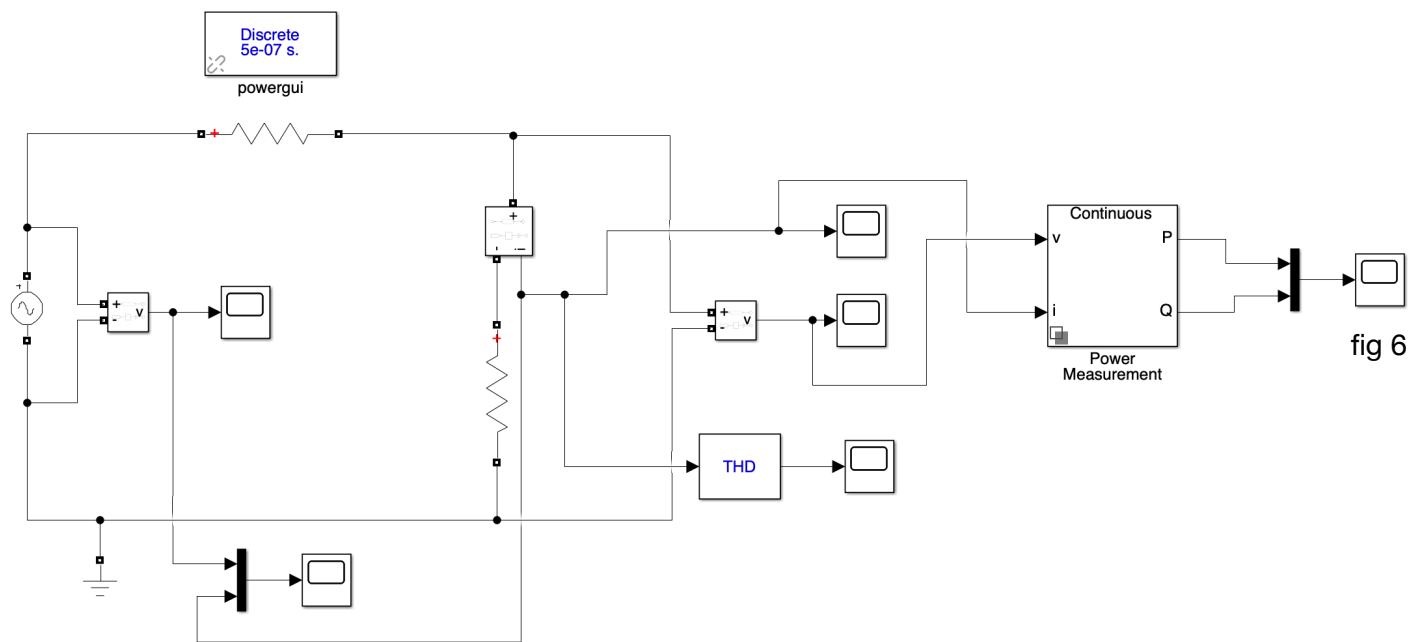 Discrete
5e-07 s.
powergui
+
+
+
-
v
+
-
i
+
+
-
v
THD
Continuous
v
P
i
Q
Power
Measurement
fig 6